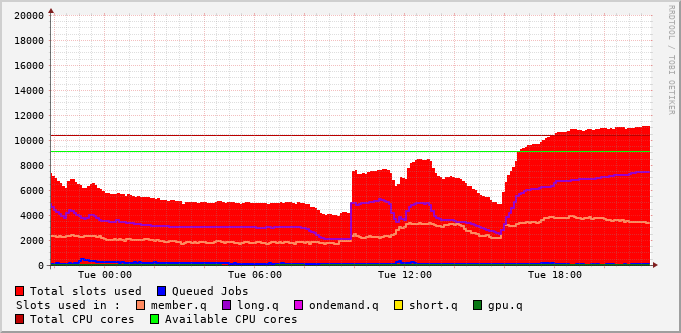 RRDTOOL / TOBI OETIKER
20000
18000
16000
14000
12000
10000
8000
6000
4000
2000
0
Tue 00:00 Tue 06:00 Tue 12:00 Tue 18:00
Total slots used Queued Jobs
Slots used in : member.q long.q ondemand.q short.q gpu.q
Total CPU cores Available CPU cores